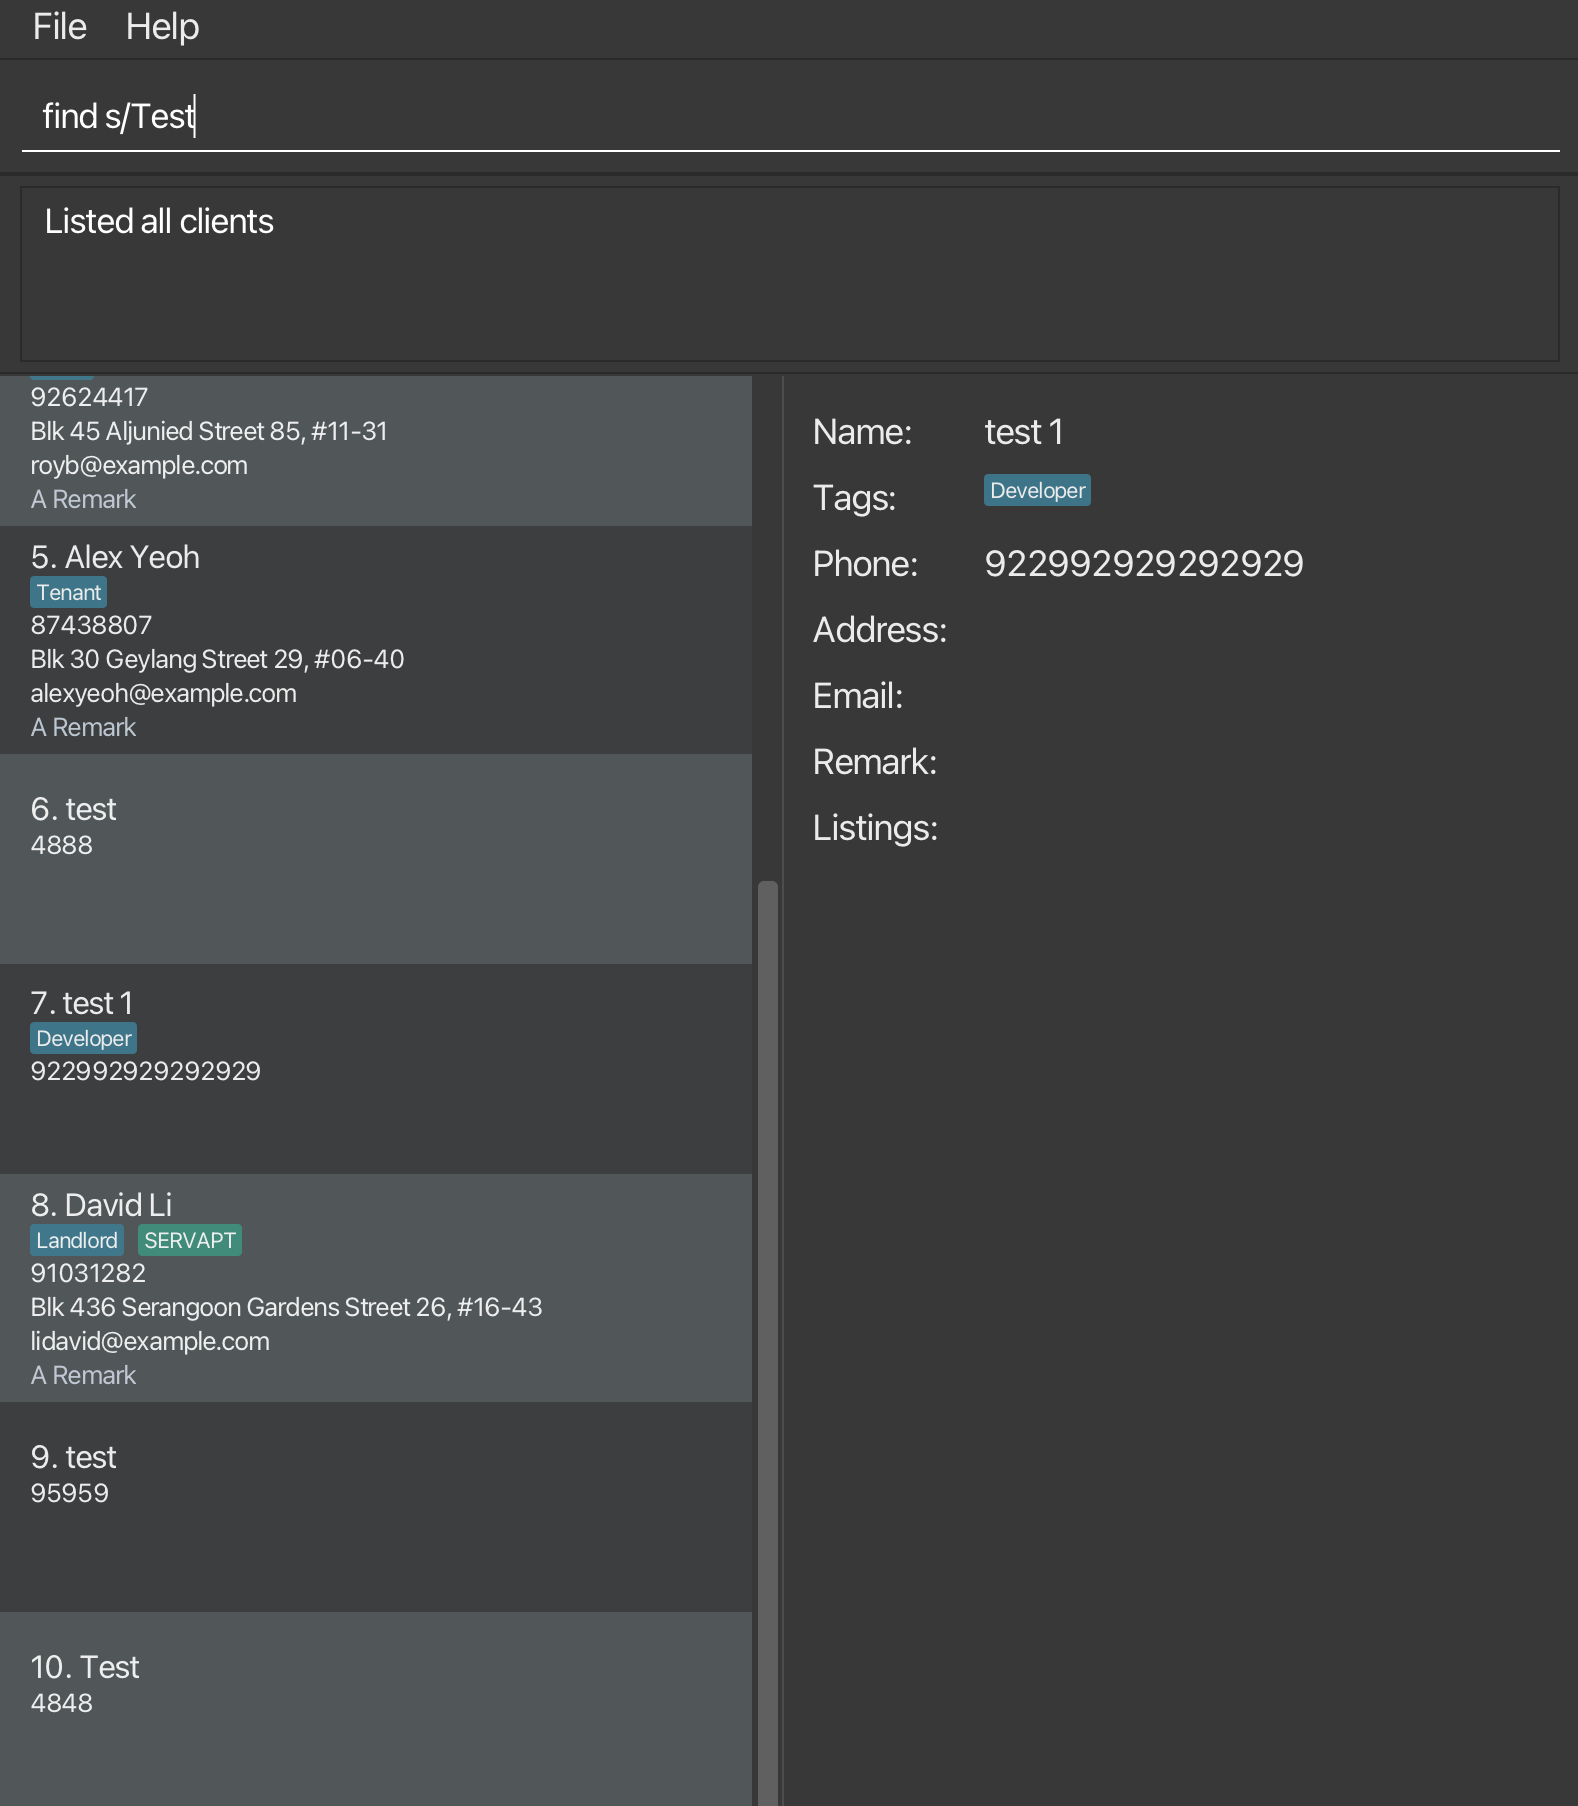 File Help
find s/Test
Listed all clients
92624417
Blk 45 Aljunied Street 85, #11-31
royb@example.com
A Remark
5. Alex Yeoh
Tenant
87438807
Blk 30 Geylang Street 29, #06-40
alexyeoh@example.com
A Remark
6. test
4888
7. test 1
Developer
922992929292929
8. David Li
Landlord SERVAPT
91031282
Blk 436 Serangoon Gardens Street 26, #16-43
lidavid@example.com
A Remark
9. test
95959
10. Test
4848
Name: test 1
Tags: Developer
Phone: 922992929292929
Address:
Email:
Remark:
Listings: